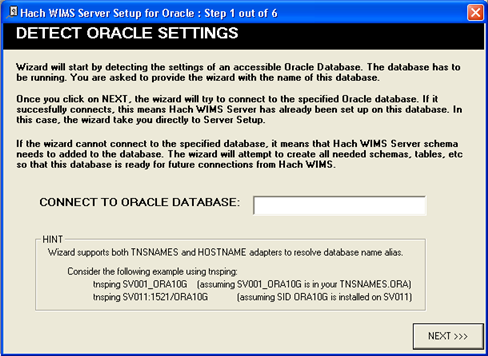 Hach WIMS Server Setup for Oracle : Step 1 out of 6
DETECT ORACLE SETTINGS
Wizard will start by detecting the settings of an accessible Oracle Database. The database has
to be running. You are asked to provide the wizard with the name of this database.
Once you click on NEXT, the wizard will try to connect to the specified Oracle database. If it
succesfully connects, this means Hach WIMS Server has already been set up on this database. In
this case, the wizard take you directly to Server Setup.
If the wizard cannot connect to the specified database, it means that Hach WIMS Server schema
needs to added to the database. The wizard will attempt to create all needed schemas, tables, etc
so that this database is ready for future connections from Hach WIMS.
CONNECT TO ORACLE DATABASE:
HINT
Wizard supports both TNSNAMES and HOSTNAME adapters to resolve database name alias.
Consider the following example using tnsping:
tnsping SV001_ORA10G (assuming SV001_ORA10G is in your TNSNAMES.ORA)
tnsping SV011:1521/ORA10G (assuming SID ORA10G is installed on SV011)
NEXT >>>